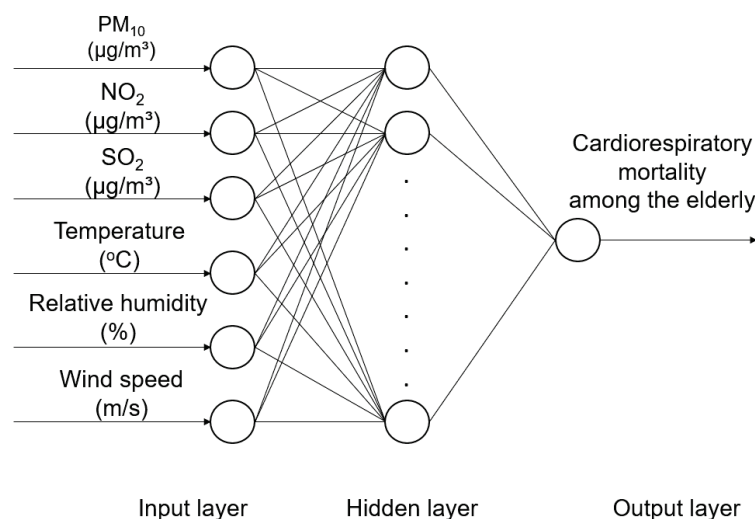 PM₁₀
(µg/m³)
NO₂
(µg/m³)
SO₂
(µg/m³)
Temperature
(ºC)
Relative humidity
(%)
Wind speed
(m/s)
Cardiorespiratory
mortality
among the elderly
Input layer
Hidden layer
Output layer